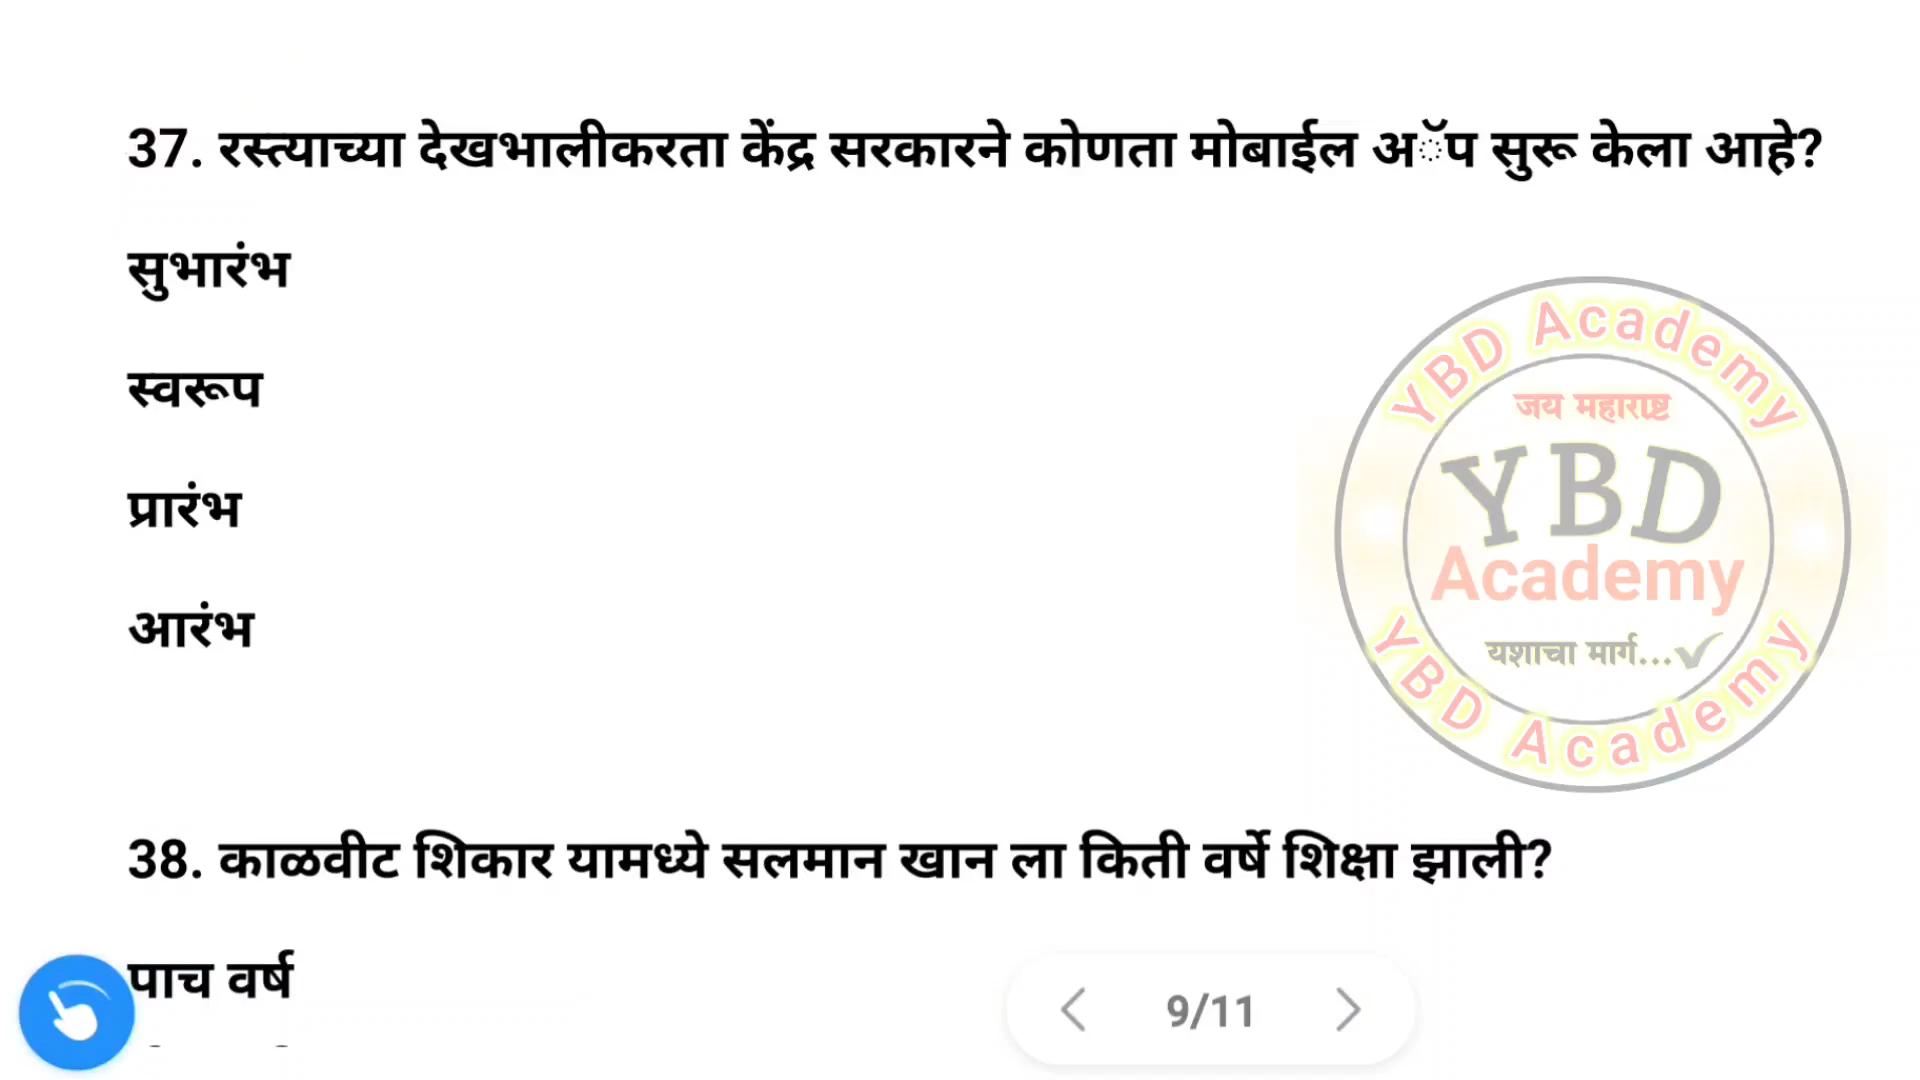 37. रस्त्याच्या देखभालीकरता केंद्र सरकारने कोणता मोबाईल अॅप सुरू केला आहे?
सुभारंभ
स्वरूप
प्रारंभ
आरंभ
YBD Academy
जय महाराष्ट्र
YBD
Academy
यशाचा मार्ग...✓
YBD Academy
38. काळवीट शिकार यामध्ये सलमान खान ला किती वर्षे शिक्षा झाली?
पाच वर्ष
9/11